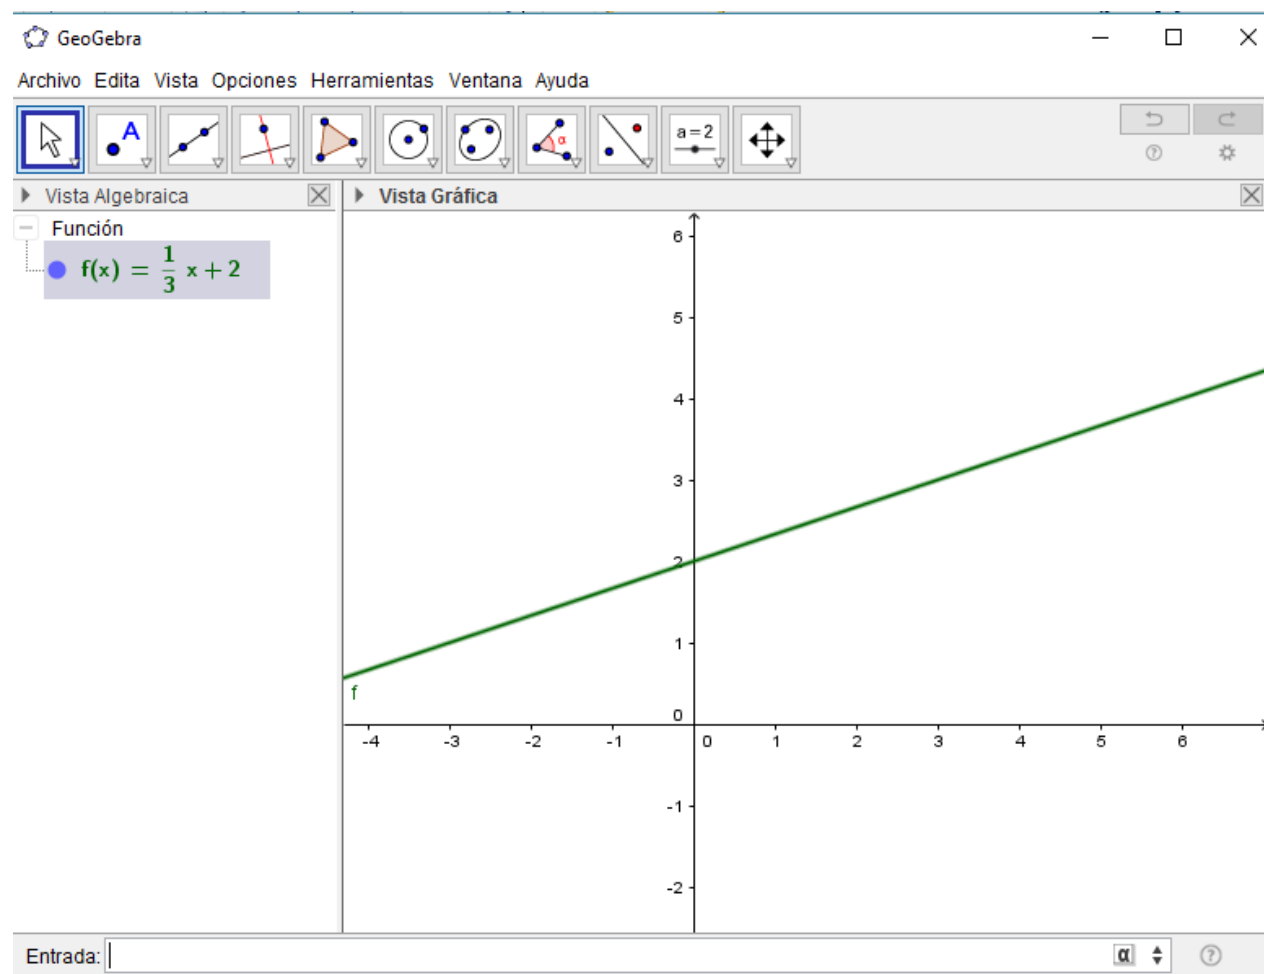 GeoGebra
Archivo Edita Vista Opciones Herramientas Ventana Ayuda
A
α
a=2
Vista Algebraica
Vista Gráfica
Función
f(x) = 1/3 x + 2
6
5
4
3
2
1
0
-1
-2
f
-4 -3 -2 -1 0 1 2 3 4 5 6
Entrada:
α